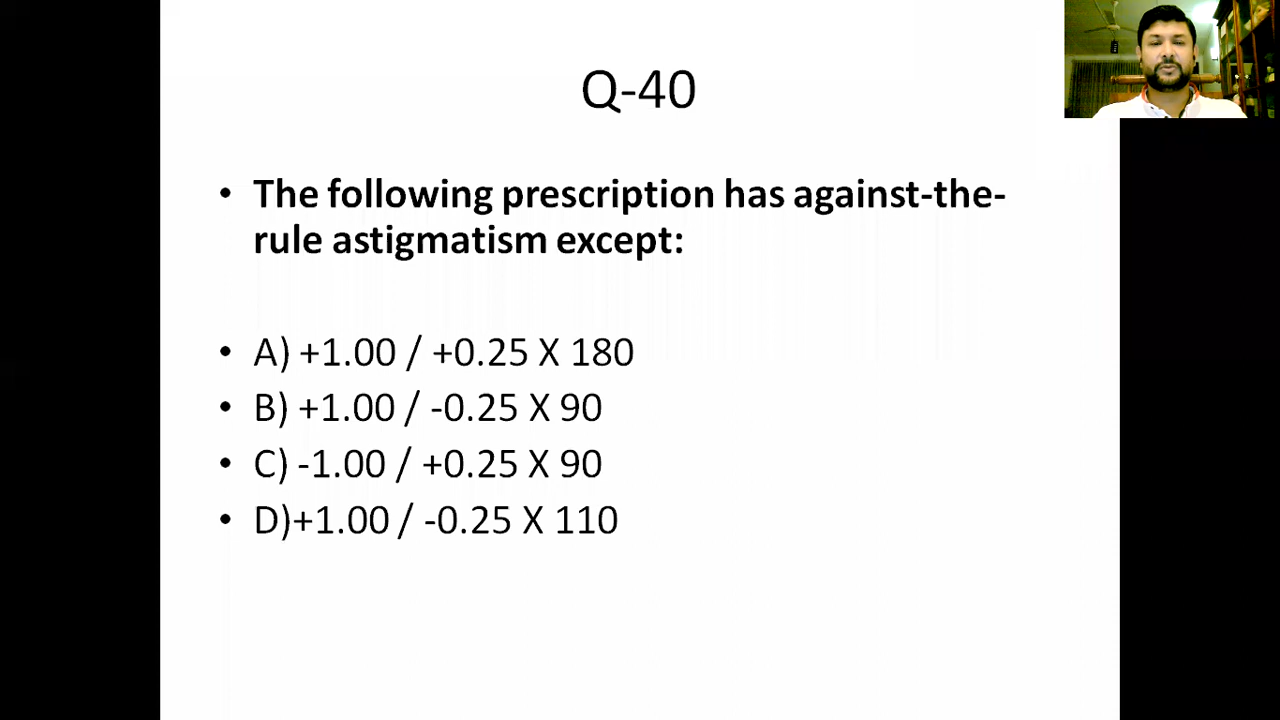 Q-40
• The following prescription has against-the-
rule astigmatism except:
• A) +1.00 / +0.25 X 180
• B) +1.00 / -0.25 X 90
• C) -1.00 / +0.25 X 90
• D)+1.00 / -0.25 X 110